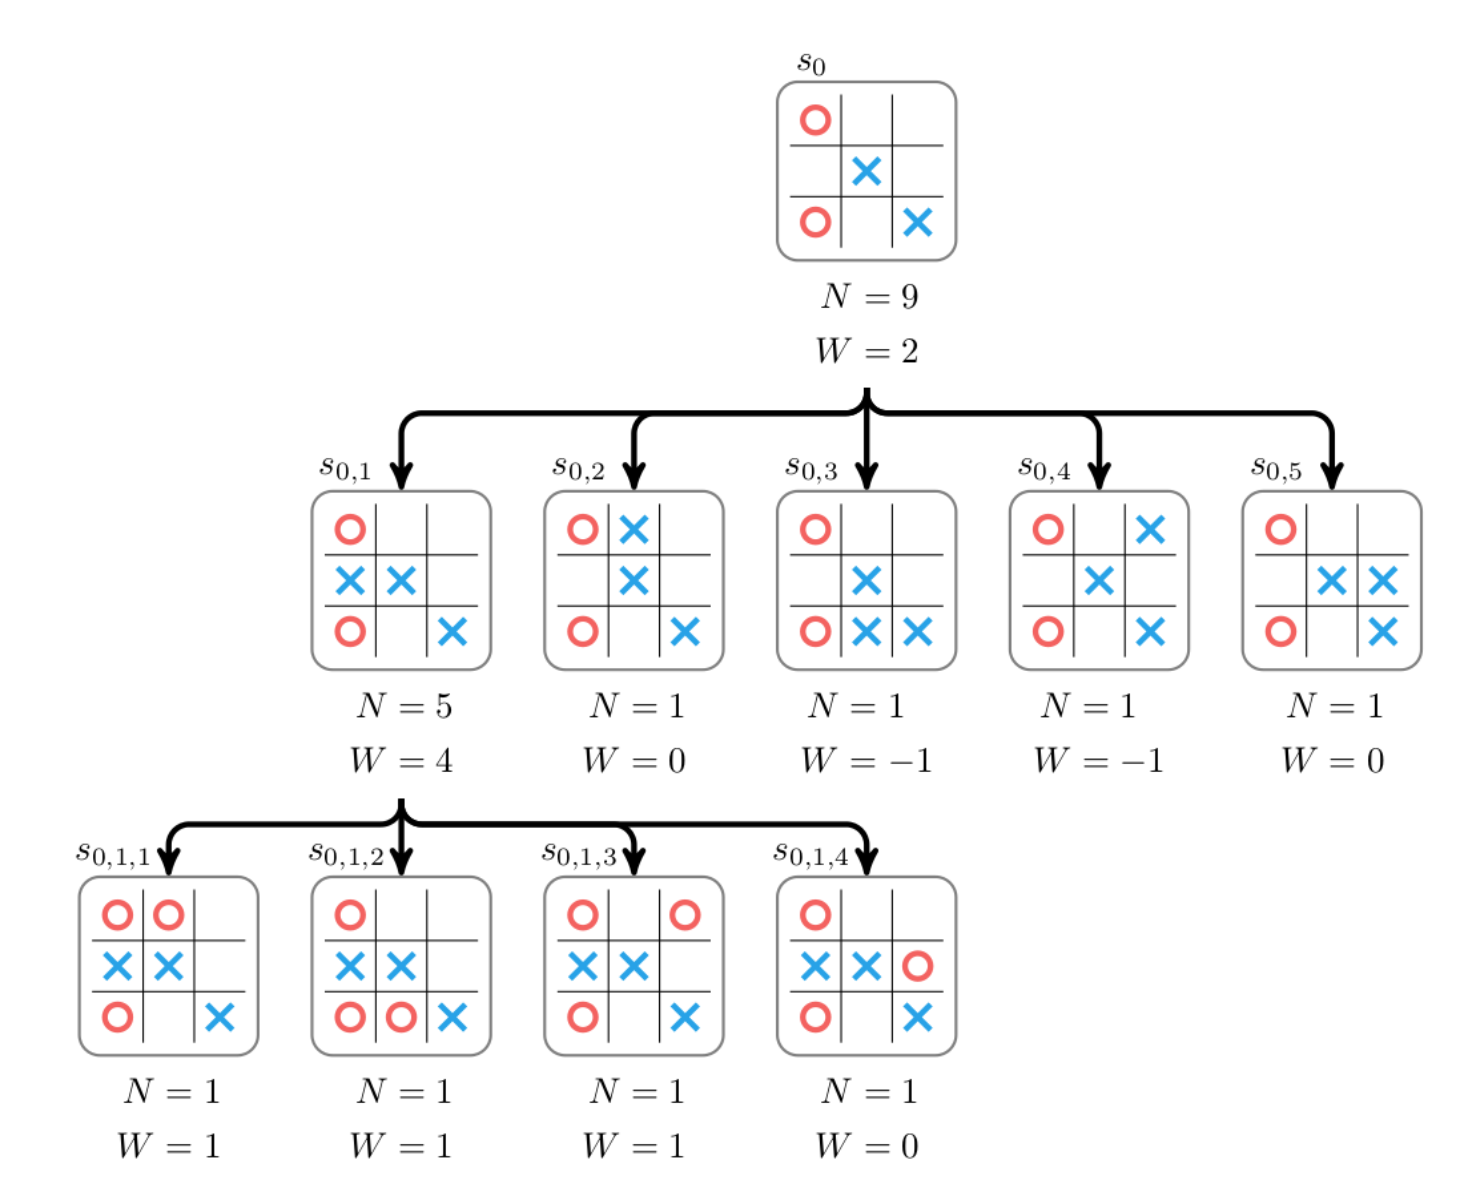 s_0
N = 9
W = 2
s_{0,1} s_{0,2} s_{0,3} s_{0,4} s_{0,5}
N = 5 N = 1 N = 1 N = 1 N = 1
W = 4 W = 0 W = −1 W = −1 W = 0
s_{0,1,1} s_{0,1,2} s_{0,1,3} s_{0,1,4}
N = 1 N = 1 N = 1 N = 1
W = 1 W = 1 W = 1 W = 0